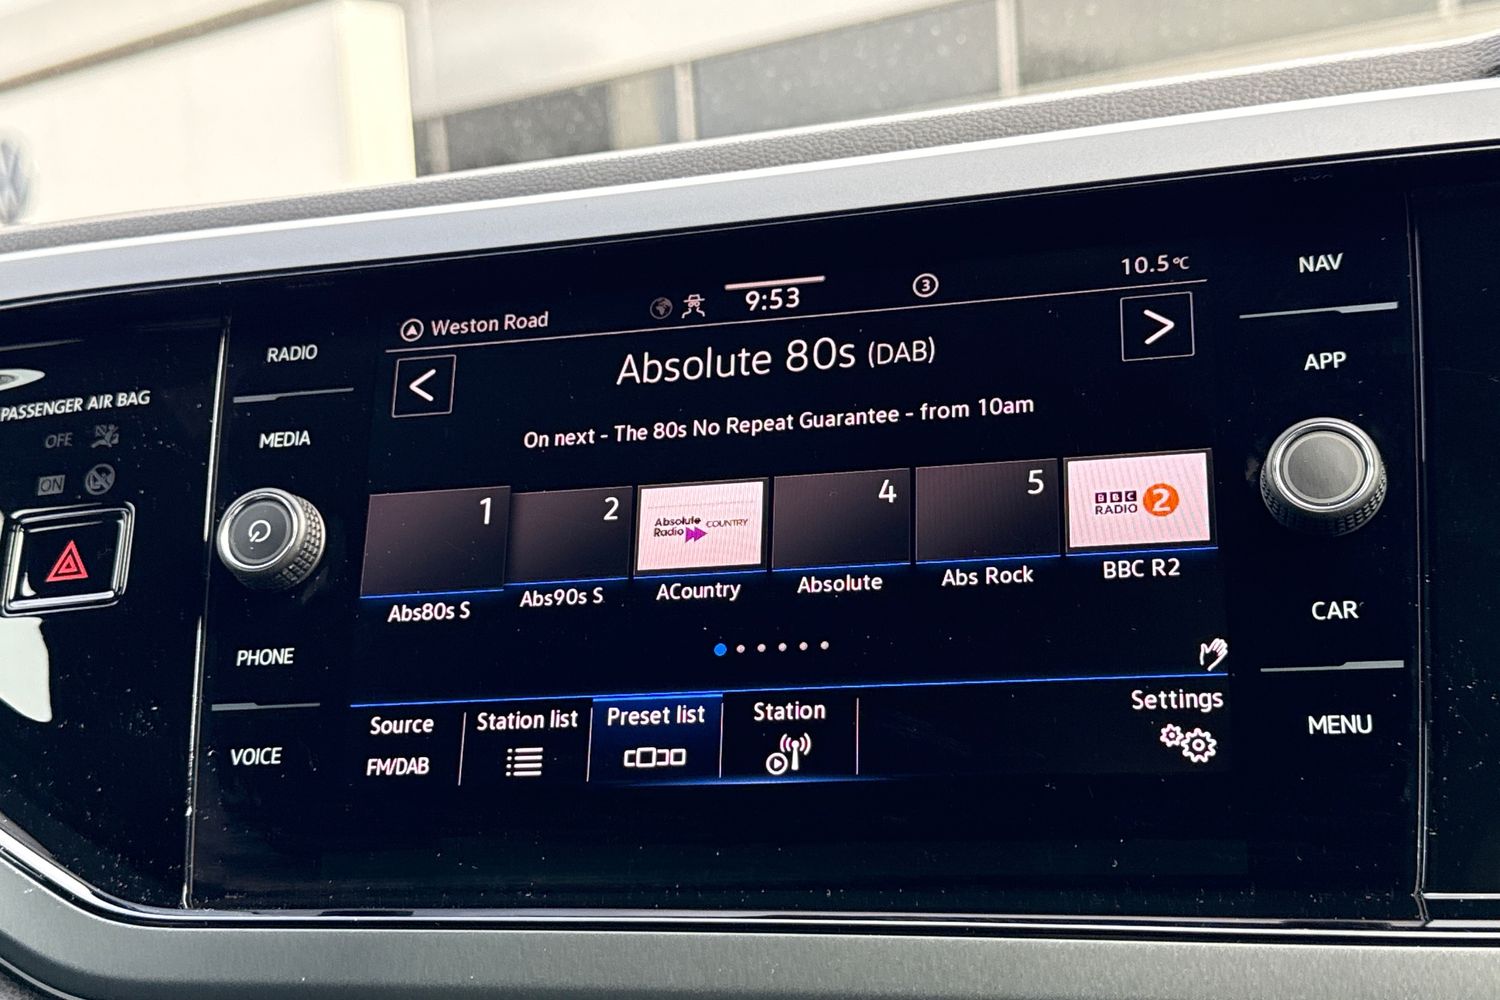 Weston Road
9:53
3
10.5°C
NAV
RADIO
Absolute 80s (DAB)
APP
PASSENGER AIR BAG
OFF
MEDIA
On next - The 80s No Repeat Guarantee - from 10am
ON
1
2
Absolute Radio COUNTRY
4
5
BBC RADIO 2
Abs80s S
Abs90s S
ACountry
Absolute
Abs Rock
BBC R2
CAR
PHONE
Source
FM/DAB
Station list
Preset list
Station
Settings
VOICE
MENU